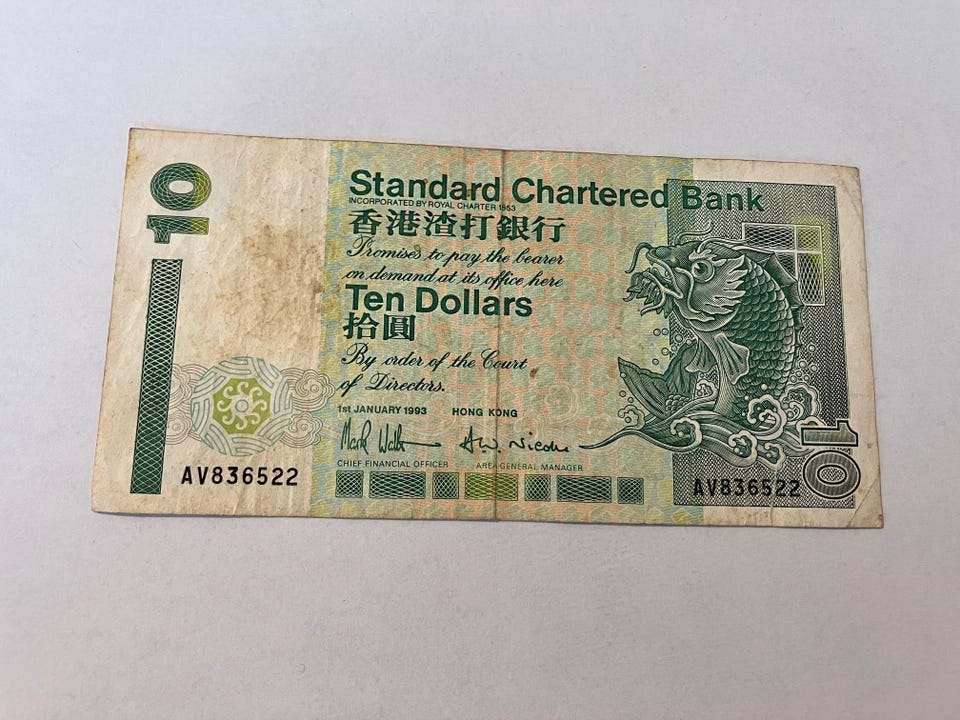 10
Standard Chartered Bank
INCORPORATED BY ROYAL CHARTER 1853
香港渣打銀行
Promises to pay the bearer
on demand at its office here
Ten Dollars
拾圓
By order of the Court
of Directors.
1st JANUARY 1993 HONG KONG
CHIEF FINANCIAL OFFICER AREA GENERAL MANAGER
AV836522
AV836522
10